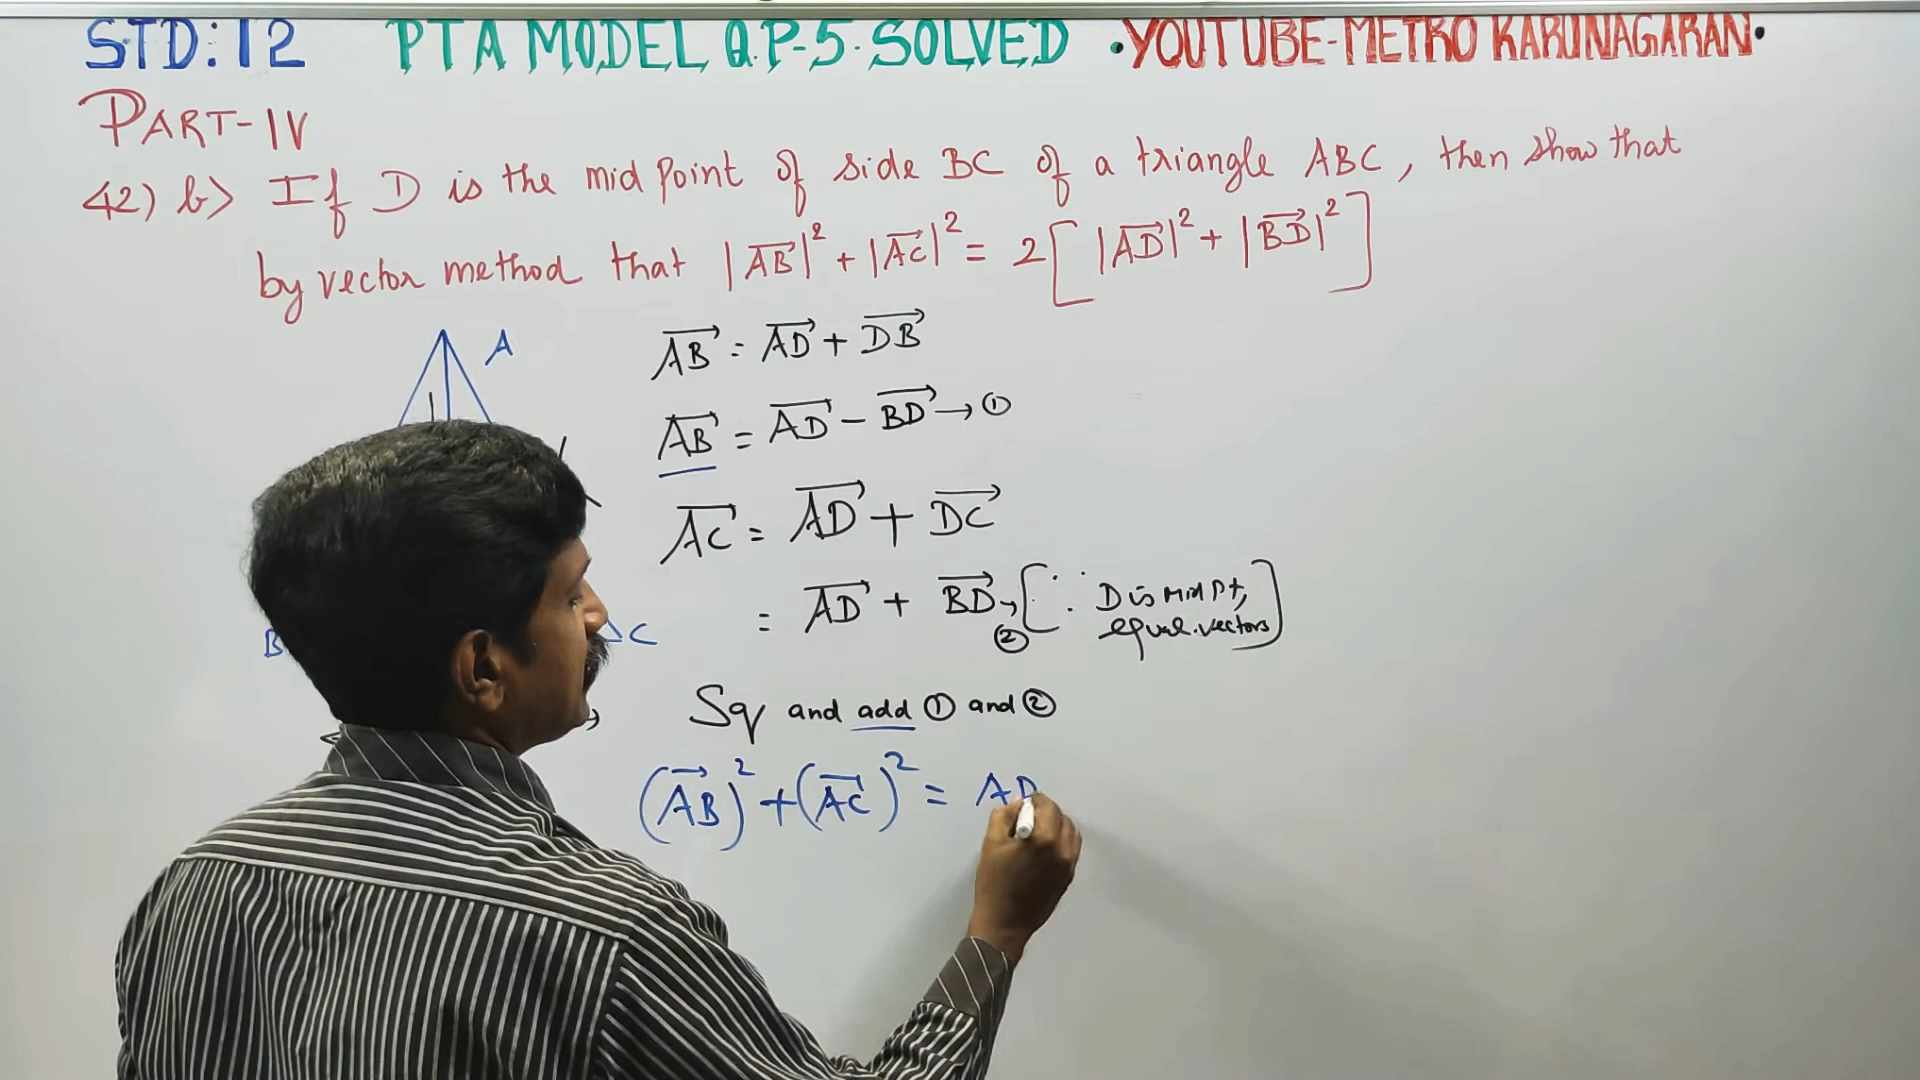 STD:12 PTA MODEL Q.P-5. SOLVED •YOUTUBE-METRO KARUNAGARAN•
PART-IV
42) b) If D is the mid point of side BC of a triangle ABC, then show that
by vector method that |AB→|² + |AC→|² = 2[|AD→|² + |BD→|²]
A
AB→ = AD→ + DB→
AB→ = AD→ - BD→ → ①
AC→ = AD→ + DC→
= AD→ + BD→ → ② [∵ D is mid pt, equal vectors]
B C
Sq and add ① and ②
(AB→)² + (AC→)² = AD